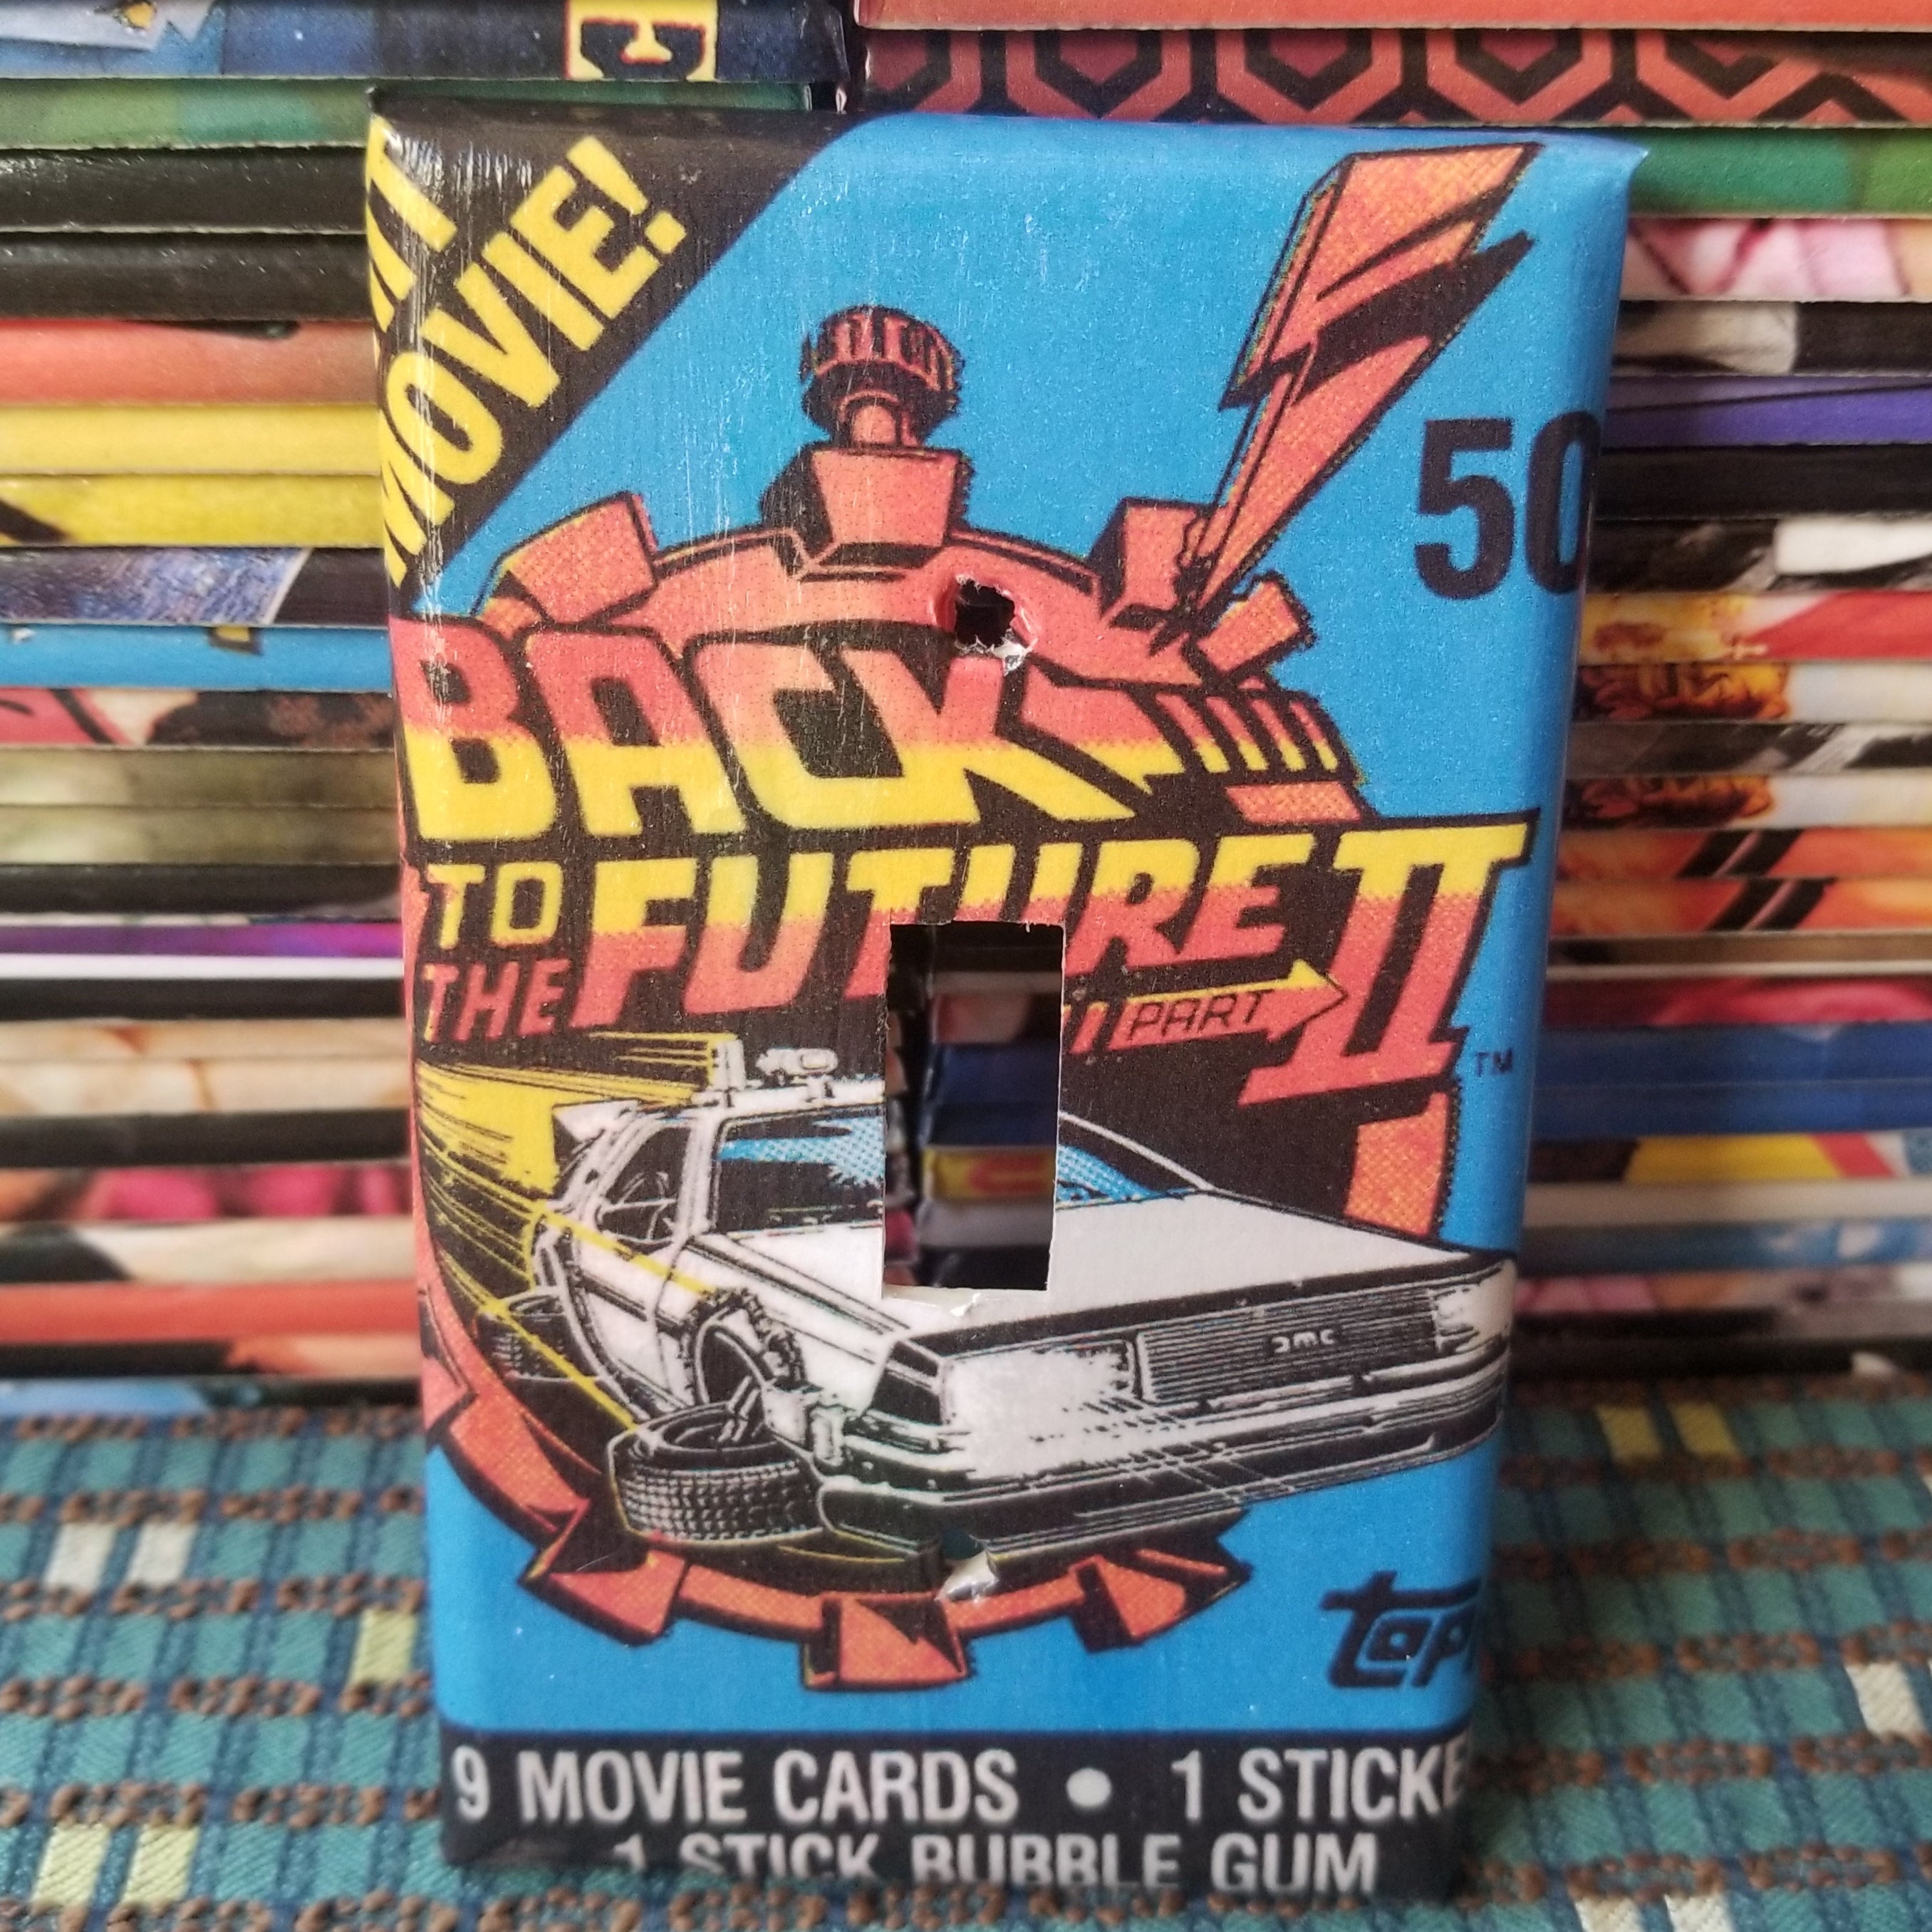 MOVIE!
50
BACK
TO
THE FUTURE II
PART
TM
DMC
9 MOVIE CARDS • 1 STICKE
1 STICK BUBBLE GUM